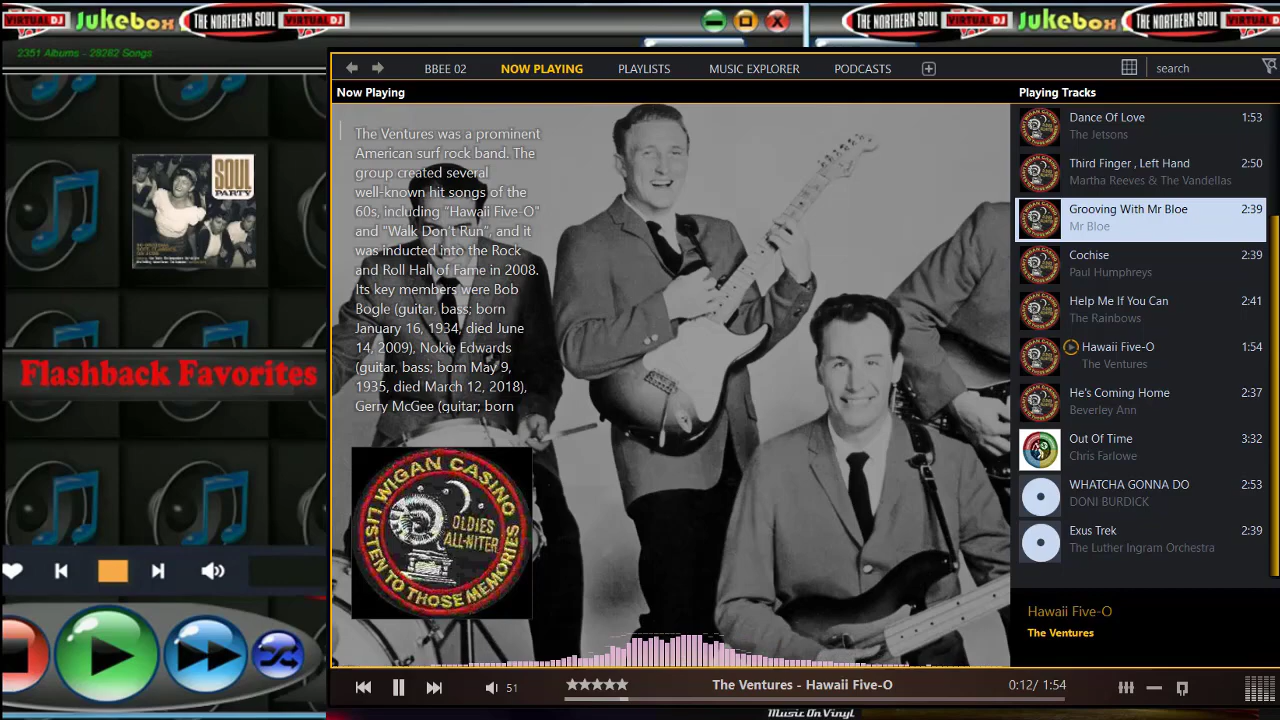 VIRTUAL DJ Jukebox THE NORTHERN SOUL VIRTUAL DJ
THE NORTHERN SOUL VIRTUAL DJ Jukebox THE NORTHERN SOUL VIRTUAL D
2351 Albums - 28282 Songs
BBEE 02 NOW PLAYING PLAYLISTS MUSIC EXPLORER PODCASTS search
Now Playing
Playing Tracks
The Ventures was a prominent
American surf rock band. The
group created several
well-known hit songs of the
60s, including "Hawaii Five-O"
and "Walk Don't Run", and it
was inducted into the Rock
and Roll Hall of Fame in 2008.
Its key members were Bob
Bogle (guitar, bass; born
January 16, 1934, died June
14, 2009), Nokie Edwards
(guitar, bass; born May 9,
1935, died March 12, 2018),
Gerry McGee (guitar; born
SOUL
PARTY
Flashback Favorites
WIGAN CASINO
OLDIES
ALL-NITER
LISTEN TO THOSE MEMORIES
Dance Of Love 1:53
The Jetsons
Third Finger , Left Hand 2:50
Martha Reeves & The Vandellas
Grooving With Mr Bloe 2:39
Mr Bloe
Cochise 2:39
Paul Humphreys
Help Me If You Can 2:41
The Rainbows
Hawaii Five-O 1:54
The Ventures
He's Coming Home 2:37
Beverley Ann
Out Of Time 3:32
Chris Farlowe
WHATCHA GONNA DO 2:53
DONI BURDICK
Exus Trek 2:39
The Luther Ingram Orchestra
Hawaii Five-O
The Ventures
51
The Ventures - Hawaii Five-O
0:12/ 1:54
Music On Vinyl